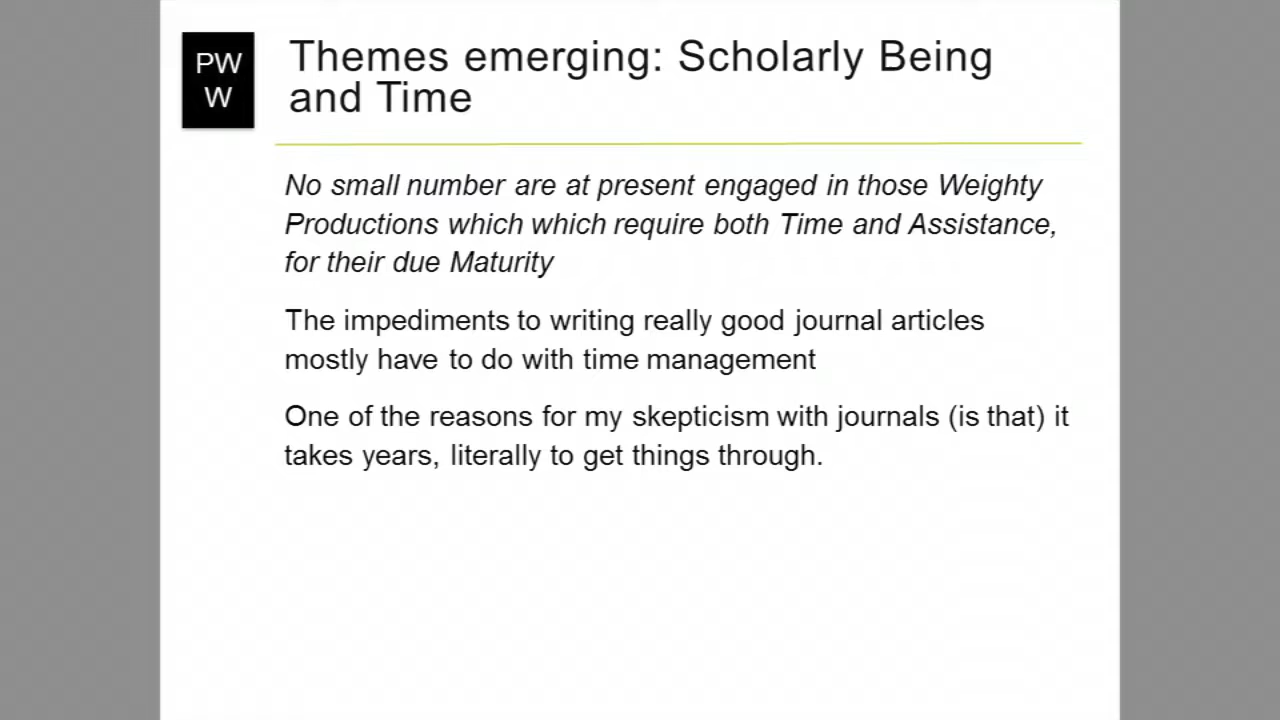 PW
W
Themes emerging: Scholarly Being
and Time
No small number are at present engaged in those Weighty
Productions which which require both Time and Assistance,
for their due Maturity
The impediments to writing really good journal articles
mostly have to do with time management
One of the reasons for my skepticism with journals (is that) it
takes years, literally to get things through.